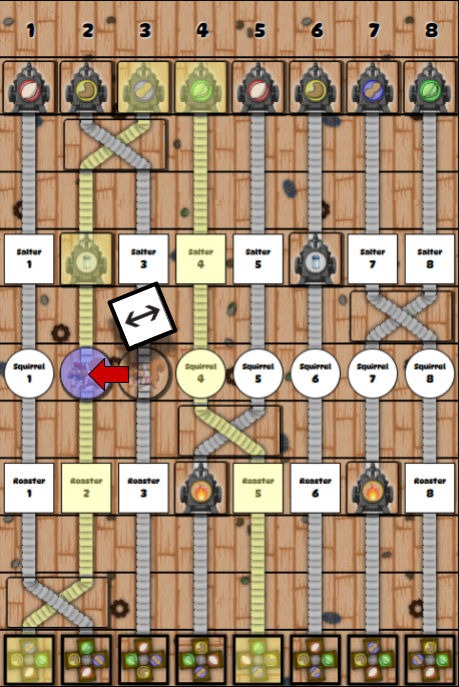 1 2 3 4 5 6 7 8
Salter 1
Salter 3
Salter 4
Salter 5
Salter 7
Salter 8
Squirrel 1
Squirrel 4
Squirrel 5
Squirrel 6
Squirrel 7
Squirrel 8
Roaster 1
Roaster 2
Roaster 3
Roaster 5
Roaster 6
Roaster 8